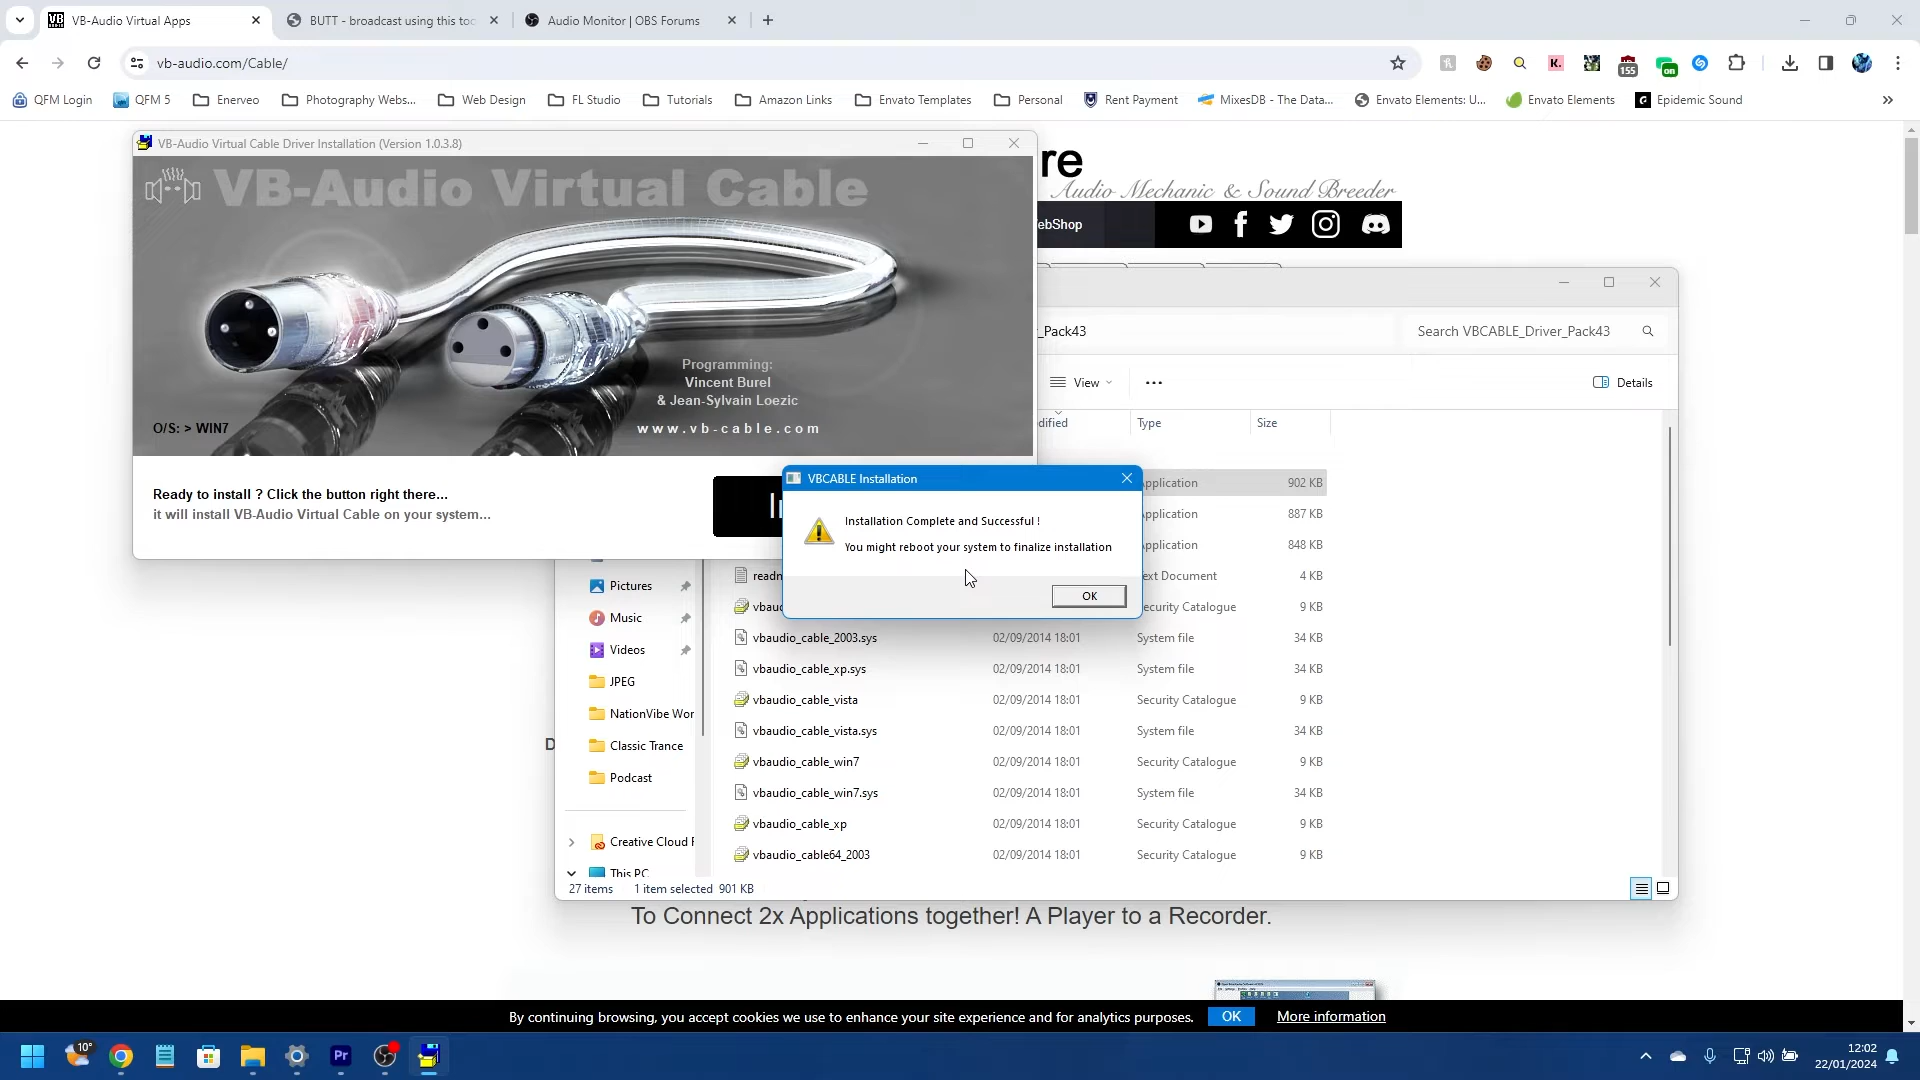 VB-Audio Virtual Apps
BUTT - broadcast using this too
Audio Monitor | OBS Forums
vb-audio.com/Cable/
K.
155
on
QFM Login
QFM 5
Enerveo
Photography Webs...
Web Design
FL Studio
Tutorials
Amazon Links
Envato Templates
Personal
Rent Payment
MixesDB - The Data...
Envato Elements: U...
Envato Elements
Epidemic Sound
VB-Audio Virtual Cable Driver Installation (Version 1.0.3.8)
VB-Audio Virtual Cable
Programming:
Vincent Burel
& Jean-Sylvain Loezic
www.vb-cable.com
O/S: > WIN7
Ready to install ? Click the button right there...
it will install VB-Audio Virtual Cable on your system...
re
Audio Mechanic & Sound Breeder
ebShop
_Pack43
Search VBCABLE_Driver_Pack43
View
Details
dified
Type
Size
VBCABLE Installation
Installation Complete and Successful !
You might reboot your system to finalize installation
OK
pplication 902 KB
pplication 887 KB
pplication 848 KB
readn ext Document 4 KB
vbau ecurity Catalogue 9 KB
vbaudio_cable_2003.sys 02/09/2014 18:01 System file 34 KB
vbaudio_cable_xp.sys 02/09/2014 18:01 System file 34 KB
vbaudio_cable_vista 02/09/2014 18:01 Security Catalogue 9 KB
vbaudio_cable_vista.sys 02/09/2014 18:01 System file 34 KB
vbaudio_cable_win7 02/09/2014 18:01 Security Catalogue 9 KB
vbaudio_cable_win7.sys 02/09/2014 18:01 System file 34 KB
vbaudio_cable_xp 02/09/2014 18:01 Security Catalogue 9 KB
vbaudio_cable64_2003 02/09/2014 18:01 Security Catalogue 9 KB
Pictures
Music
Videos
JPEG
NationVibe Wor
Classic Trance
Podcast
Creative Cloud F
This PC
27 items
1 item selected 901 KB
D
To Connect 2x Applications together! A Player to a Recorder.
By continuing browsing, you accept cookies we use to enhance your site experience and for analytics purposes.
OK
More information
10°
Pr
12:02
22/01/2024